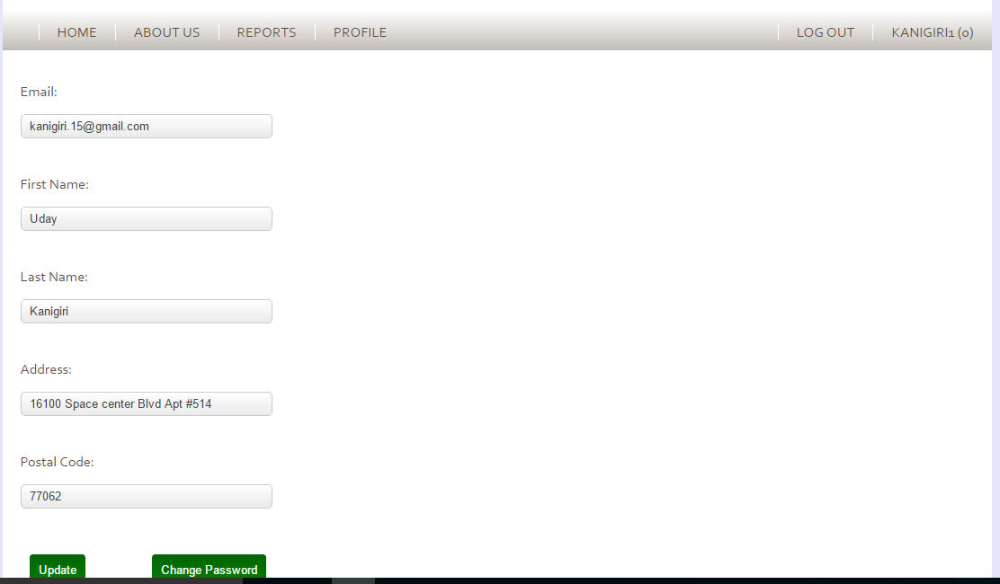 HOME ABOUT US REPORTS PROFILE LOG OUT KANIGIRI1 (0)
Email:
kanigiri.15@gmail.com
First Name:
Uday
Last Name:
Kanigiri
Address:
16100 Space center Blvd Apt #514
Postal Code:
77062
Update Change Password